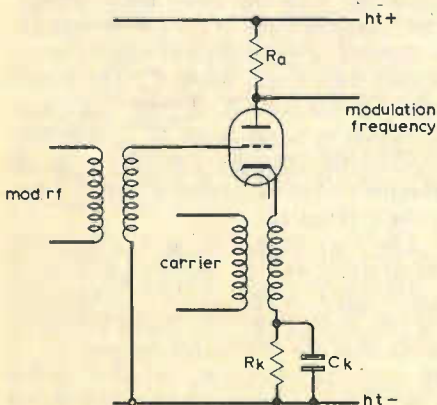 ht+
Ra
modulation
frequency
mod. rf
carrier
Rk
Ck
ht-